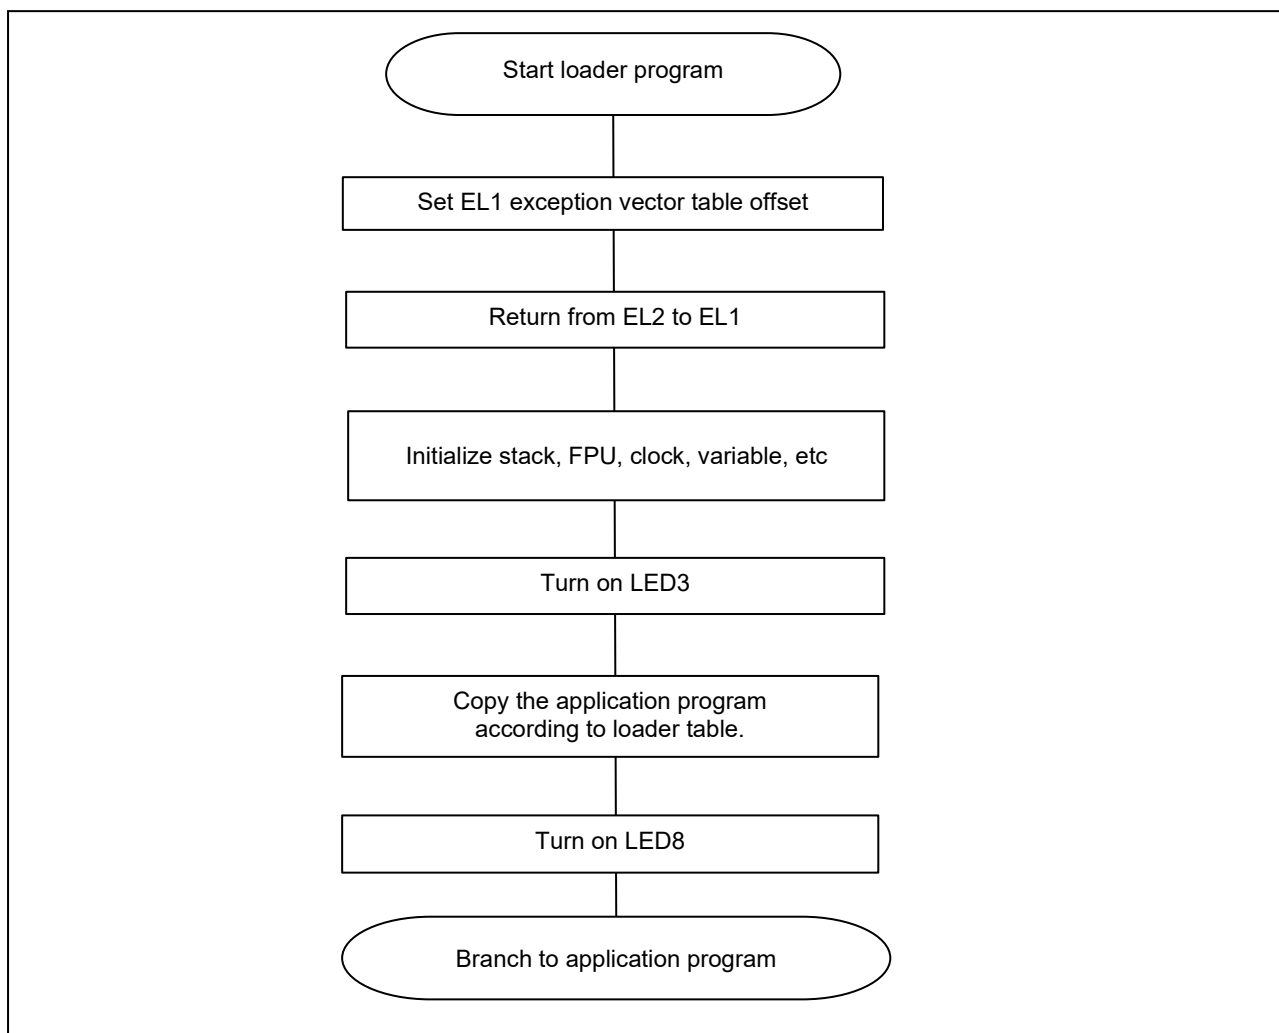 Start loader program
Set EL1 exception vector table offset
Return from EL2 to EL1
Initialize stack, FPU, clock, variable, etc
Turn on LED3
Copy the application program
according to loader table.
Turn on LED8
Branch to application program